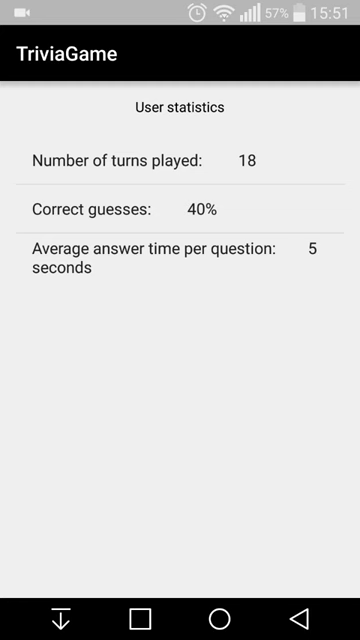 57% 15:51
TriviaGame
User statistics
Number of turns played: 18
Correct guesses: 40%
Average answer time per question: 5
seconds